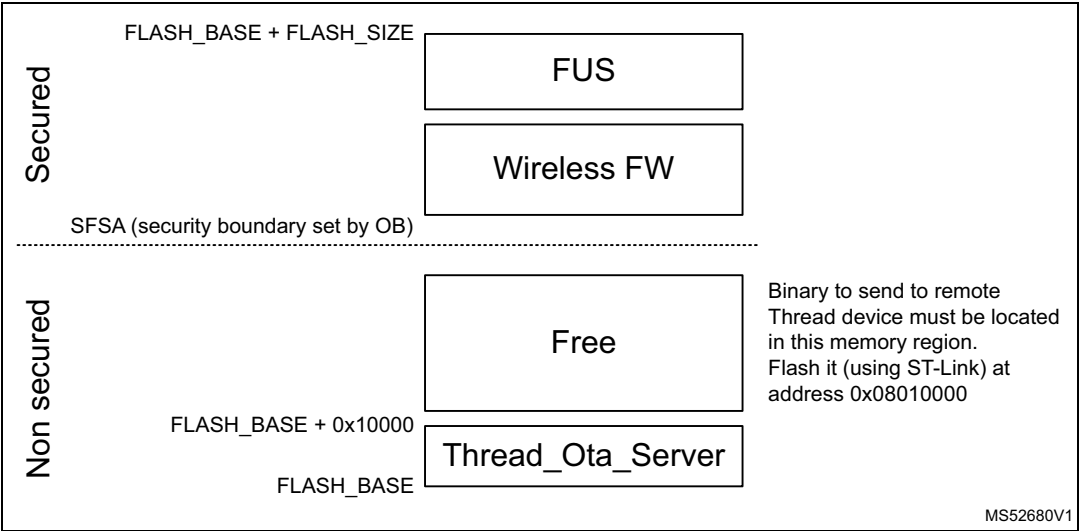 FLASH_BASE + FLASH_SIZE
FUS
Secured
Wireless FW
SFSA (security boundary set by OB)
Non secured
Free
Binary to send to remote
Thread device must be located
in this memory region.
Flash it (using ST-Link) at
address 0x08010000
FLASH_BASE + 0x10000
Thread_Ota_Server
FLASH_BASE
MS52680V1